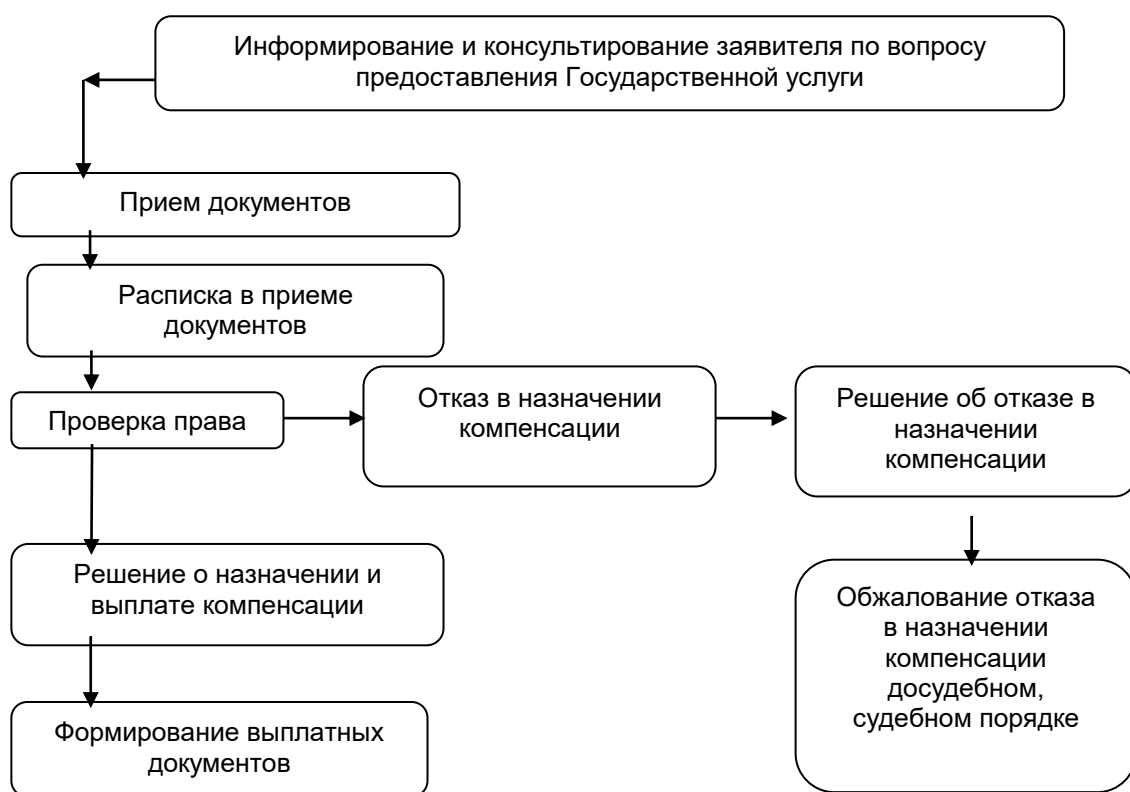 Информирование и консультирование заявителя по вопросу
предоставления Государственной услуги
Прием документов
Расписка в приеме
документов
Проверка права
Отказ в назначении
компенсации
Решение об отказе в
назначении
компенсации
Решение о назначении и
выплате компенсации
Обжалование отказа
в назначении
компенсации
досудебном,
судебном порядке
Формирование выплатных
документов